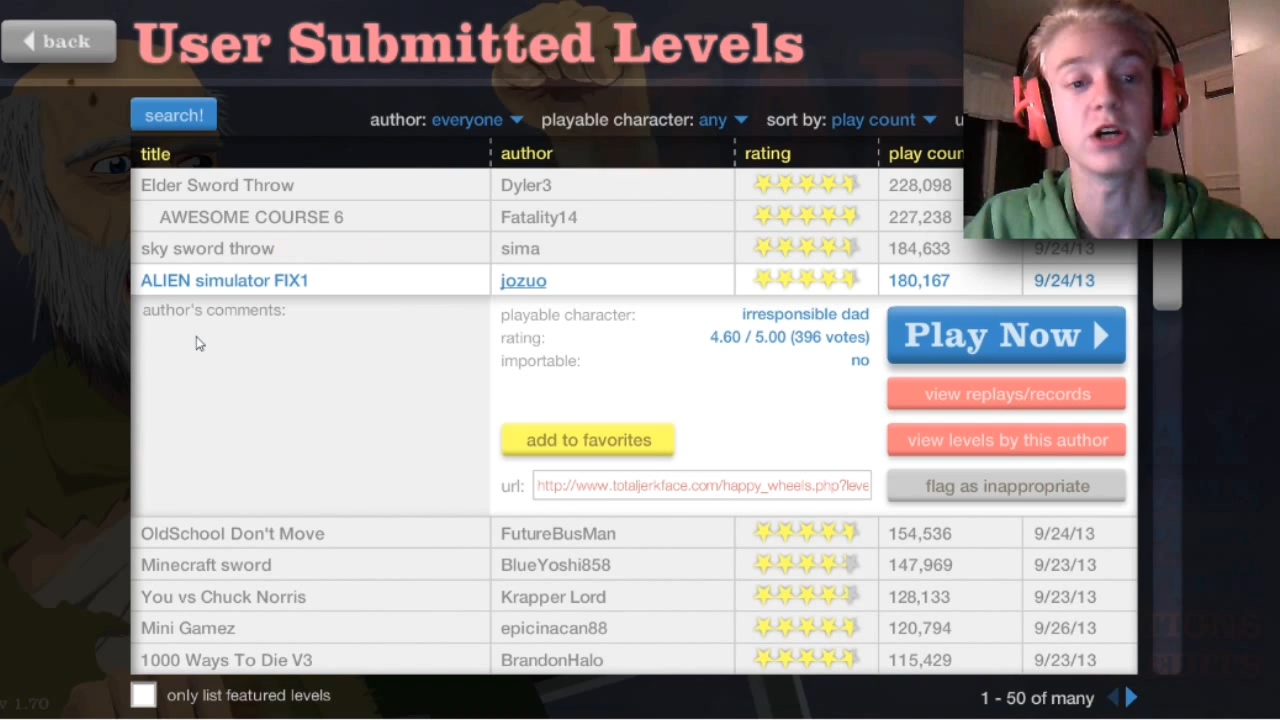 back
User Submitted Levels
search!
author: everyone playable character: any sort by: play count u
title author rating play coun
Elder Sword Throw Dyler3 228,098
AWESOME COURSE 6 Fatality14 227,238
sky sword throw sima 184,633 9/24/13
ALIEN simulator FIX1 jozuo 180,167 9/24/13
author's comments:
playable character: irresponsible dad
rating: 4.60 / 5.00 (396 votes)
importable: no
Play Now
view replays/records
add to favorites
view levels by this author
url: http://www.totaljerkface.com/happy_wheels.php?leve
flag as inappropriate
OldSchool Don't Move FutureBusMan 154,536 9/24/13
Minecraft sword BlueYoshi858 147,969 9/23/13
You vs Chuck Norris Krapper Lord 128,133 9/23/13
Mini Gamez epicinacan88 120,794 9/26/13
1000 Ways To Die V3 BrandonHalo 115,429 9/23/13
only list featured levels
1 - 50 of many
v 1.70